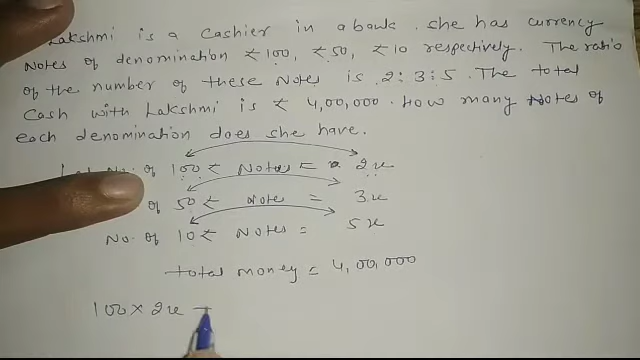 Lakshmi is a cashier in a bank. she has currency
Notes of denomination ₹100, ₹50, ₹10 respectively. The ratio
of the number of these Notes is 2:3:5. The total
cash with Lakshmi is ₹ 4,00,000. How many Notes of
each denomination does she have.
No. of 100 ₹ Notes = 2x
of 50 ₹ Notes = 3x
No. of 10 ₹ Notes = 5x
Total money = 4,00,000
100 × 2x +